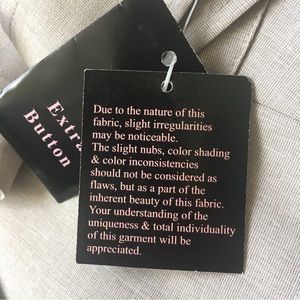 Extra
Button
Due to the nature of this
fabric, slight irregularities
may be noticeable.
The slight nubs, color shading
& color inconsistencies
should not be considered as
flaws, but as a part of the
inherent beauty of this fabric.
Your understanding of the
uniqueness & total individuality
of this garment will be
appreciated.